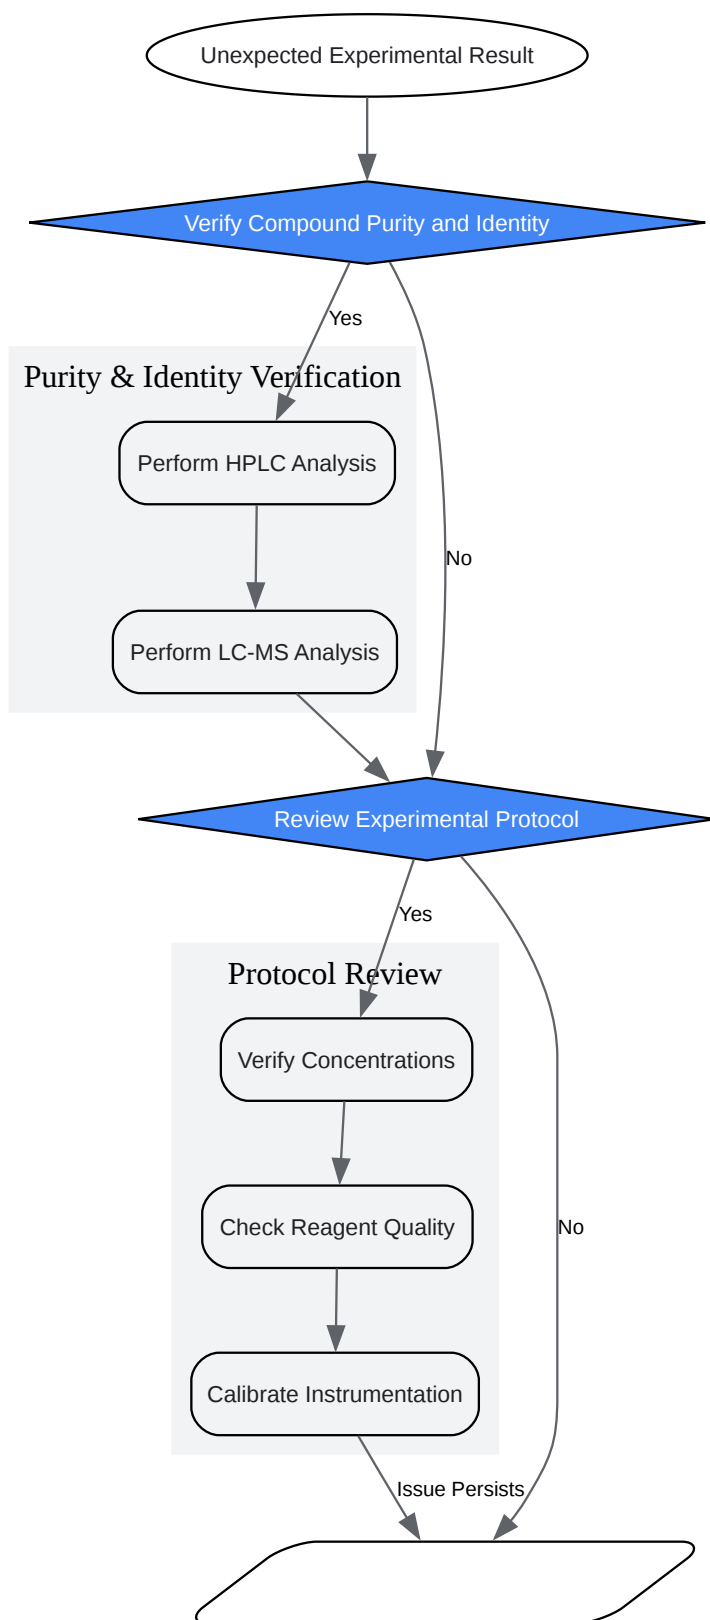 Unexpected Experimental Result
Verify Compound Purity and Identity
Yes
Purity & Identity Verification
Perform HPLC Analysis
No
Perform LC-MS Analysis
Review Experimental Protocol
Yes
Protocol Review
Verify Concentrations
Check Reagent Quality
No
Calibrate Instrumentation
Issue Persists